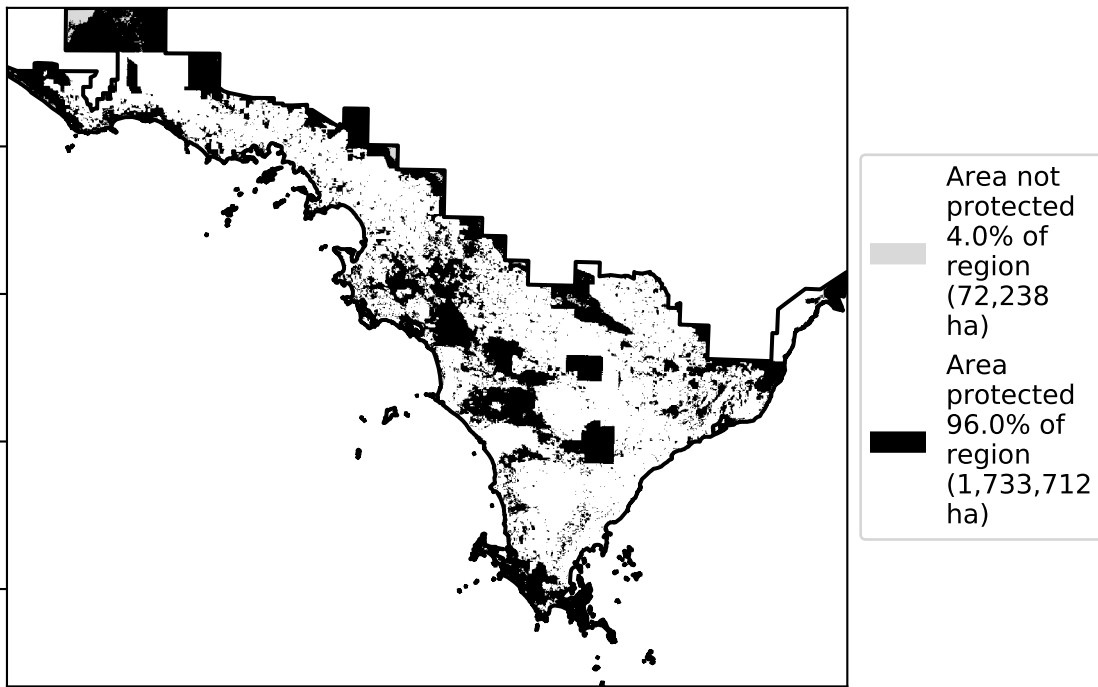 Area not
protected
4.0% of
region
(72,238
ha)
Area
protected
96.0% of
region
(1,733,712
ha)